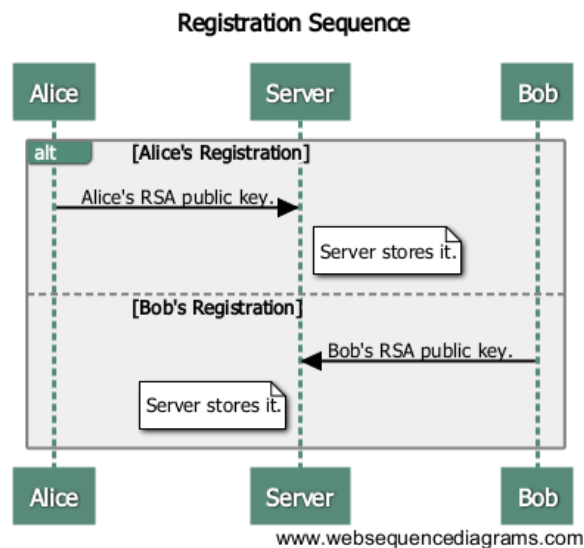 Registration Sequence
Alice Server Bob
alt [Alice's Registration]
Alice's RSA public key.
Server stores it.
[Bob's Registration]
Bob's RSA public key.
Server stores it.
Alice Server Bob
www.websequencediagrams.com